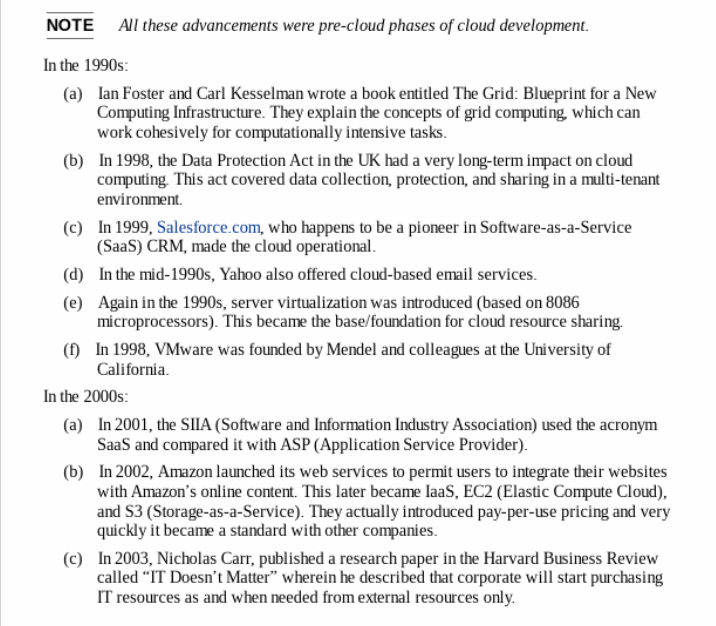 NOTE All these advancements were pre-cloud phases of cloud development.
In the 1990s:
(a) Ian Foster and Carl Kesselman wrote a book entitled The Grid: Blueprint for a New
Computing Infrastructure. They explain the concepts of grid computing, which can
work cohesively for computationally intensive tasks.
(b) In 1998, the Data Protection Act in the UK had a very long-term impact on cloud
computing. This act covered data collection, protection, and sharing in a multi-tenant
environment.
(c) In 1999, Salesforce.com, who happens to be a pioneer in Software-as-a-Service
(SaaS) CRM, made the cloud operational.
(d) In the mid-1990s, Yahoo also offered cloud-based email services.
(e) Again in the 1990s, server virtualization was introduced (based on 8086
microprocessors). This became the base/foundation for cloud resource sharing.
(f) In 1998, VMware was founded by Mendel and colleagues at the University of
California.
In the 2000s:
(a) In 2001, the SIIA (Software and Information Industry Association) used the acronym
SaaS and compared it with ASP (Application Service Provider).
(b) In 2002, Amazon launched its web services to permit users to integrate their websites
with Amazon’s online content. This later became IaaS, EC2 (Elastic Compute Cloud),
and S3 (Storage-as-a-Service). They actually introduced pay-per-use pricing and very
quickly it became a standard with other companies.
(c) In 2003, Nicholas Carr, published a research paper in the Harvard Business Review
called “IT Doesn’t Matter” wherein he described that corporate will start purchasing
IT resources as and when needed from external resources only.